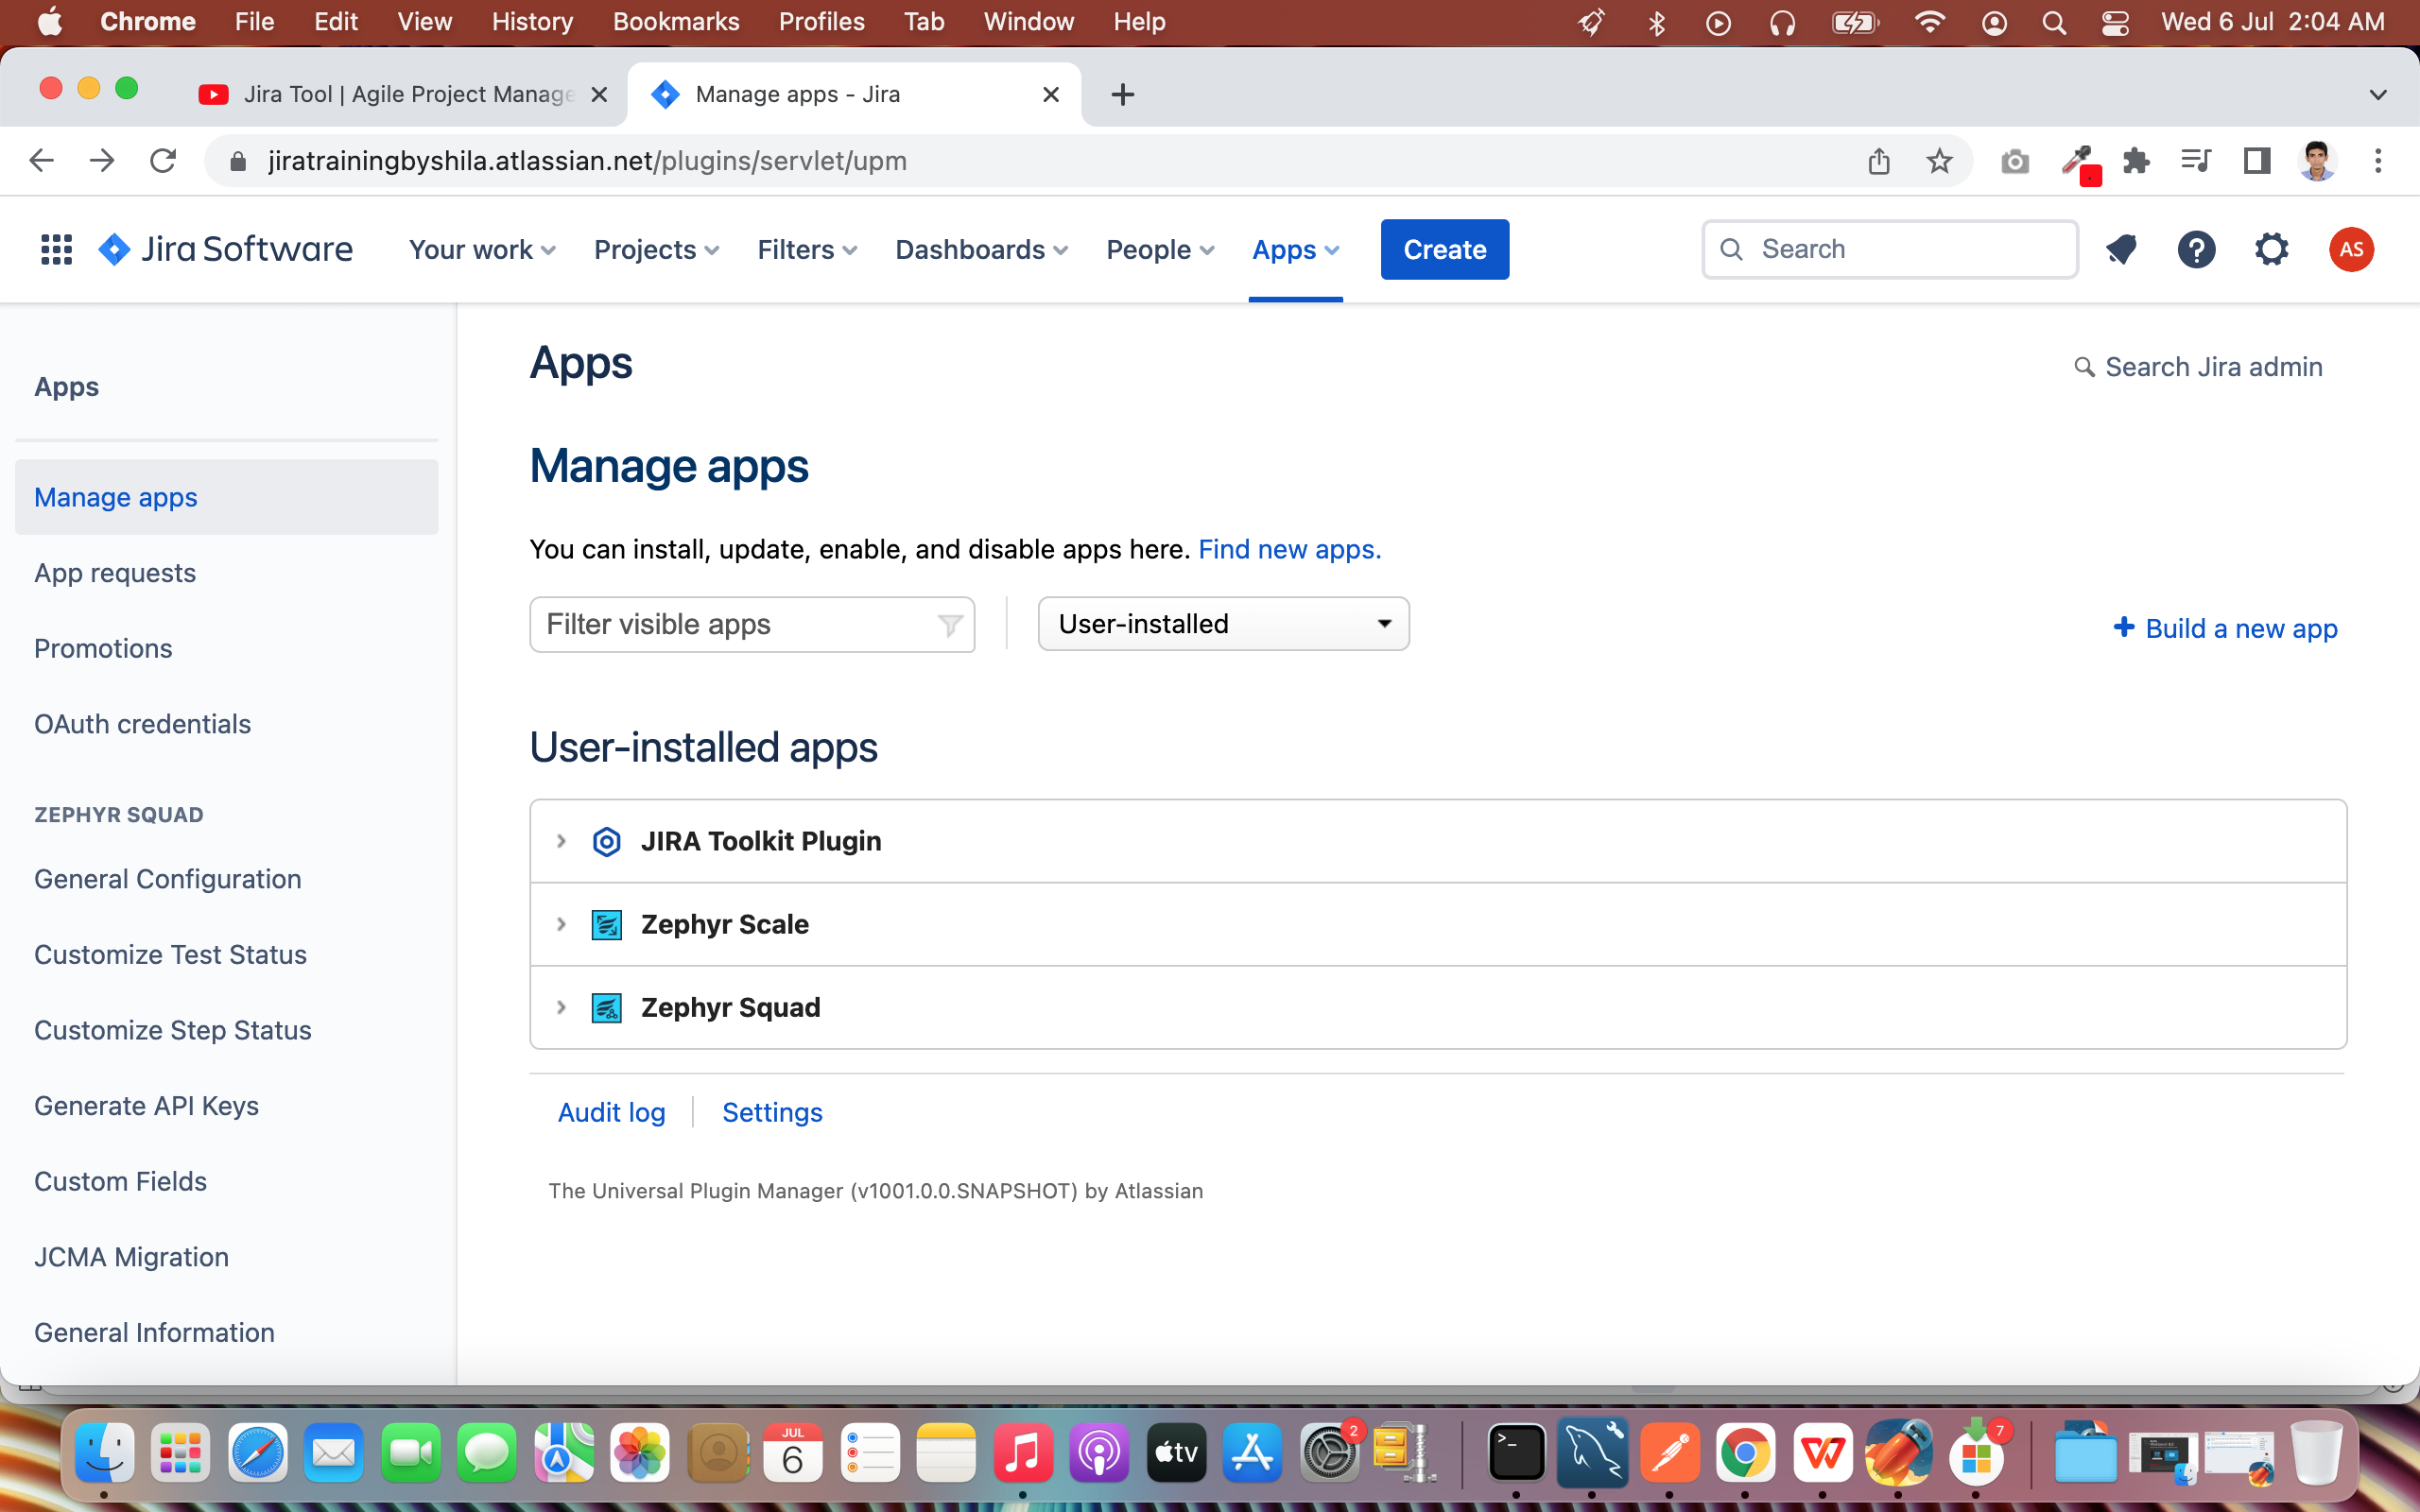 Chrome File Edit View History Bookmarks Profiles Tab Window Help Wed 6 Jul 2:04 AM
Jira Tool | Agile Project Manage
Manage apps - Jira
jiratrainingbyshila.atlassian.net/plugins/servlet/upm
Jira Software Your work Projects Filters Dashboards People Apps Create Search AS
Apps
Manage apps
App requests
Promotions
OAuth credentials
ZEPHYR SQUAD
General Configuration
Customize Test Status
Customize Step Status
Generate API Keys
Custom Fields
JCMA Migration
General Information
Apps
Search Jira admin
Manage apps
You can install, update, enable, and disable apps here. Find new apps.
Filter visible apps
User-installed
Build a new app
User-installed apps
JIRA Toolkit Plugin
Zephyr Scale
Zephyr Squad
Audit log
Settings
The Universal Plugin Manager (v1001.0.0.SNAPSHOT) by Atlassian
JUL
6
tv
2
>_
7